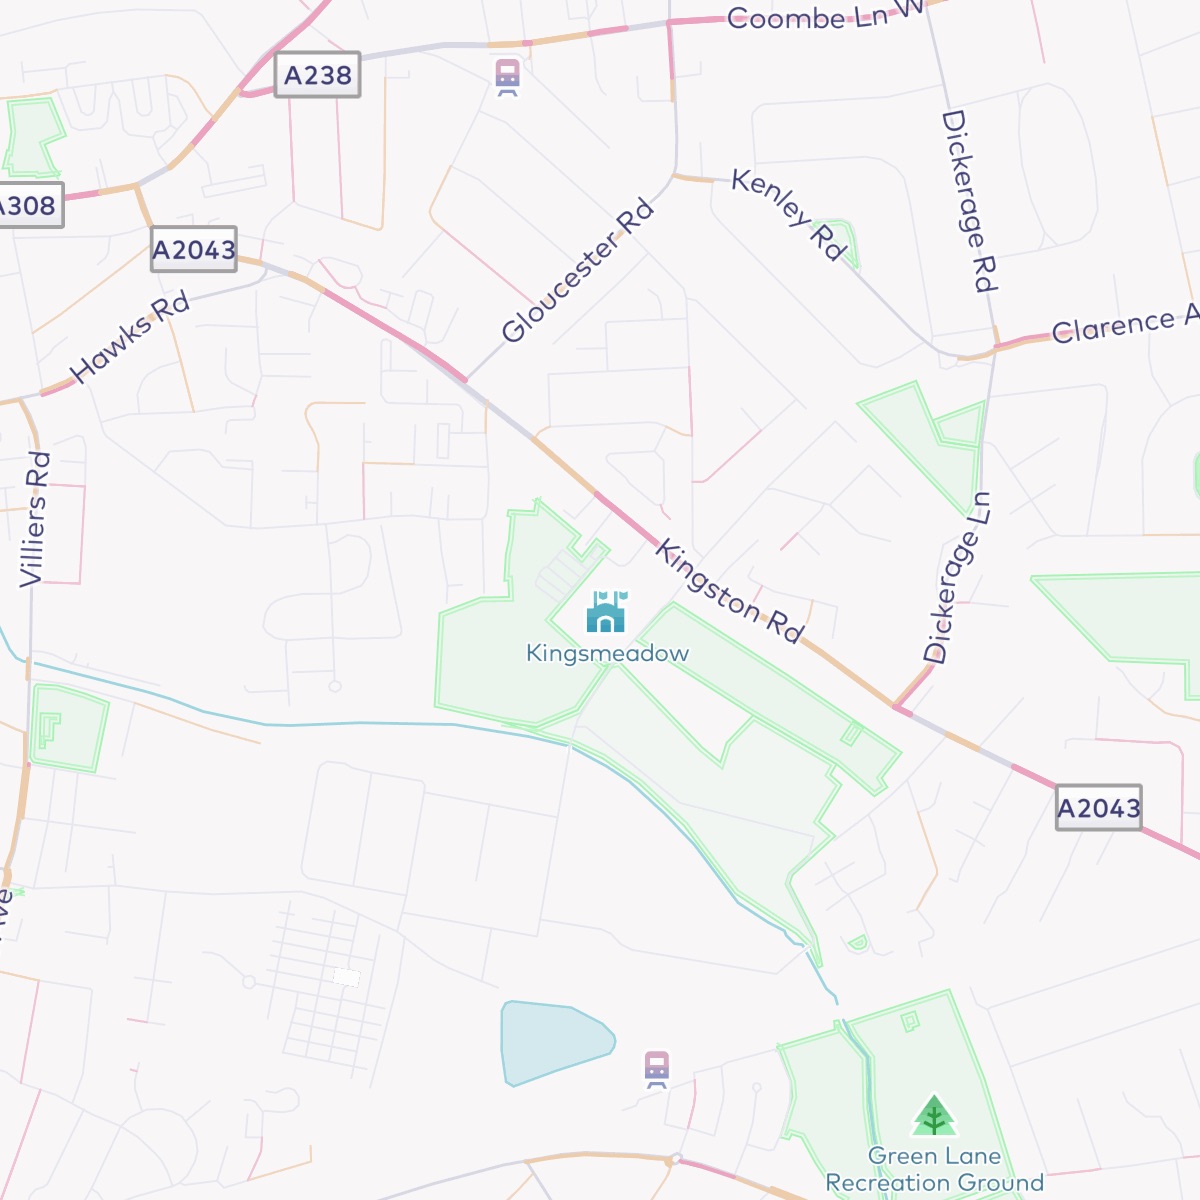 Coombe Ln W
A238
Dickerage Rd
Kenley Rd
A308
Gloucester Rd
A2043
Hawks Rd
Clarence A
Villiers Rd
Dickerage Ln
Kingston Rd
Kingsmeadow
A2043
Ave
Green Lane
Recreation Ground